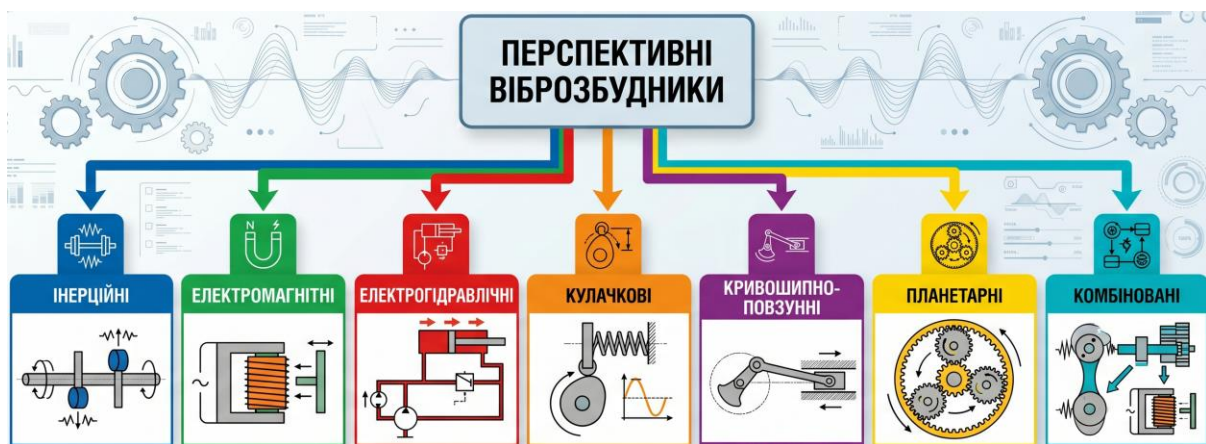 ПЕРСПЕКТИВНІ
ВІБРОЗБУДНИКИ
N
ІНЕРЦІЙНІ
ЕЛЕКТРОМАГНІТНІ
ЕЛЕКТРОГІДРАВЛІЧНІ
КУЛАЧКОВІ
КРИВОШИПНО-
ПОВЗУННІ
ПЛАНЕТАРНІ
КОМБІНОВАНІ